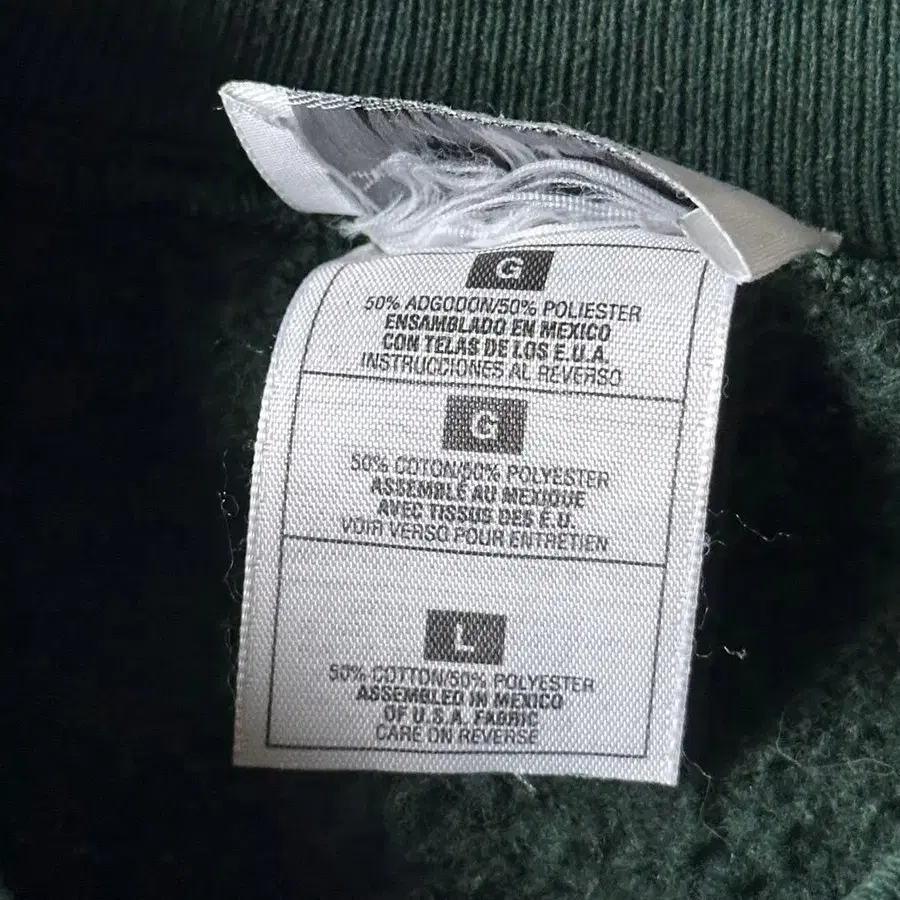 G
50% ADGODON/50% POLIESTER
ENSAMBLADO EN MEXICO
CON TELAS DE LOS E.U.A.
INSTRUCCIONES AL REVERSO
G
50% COTON/50% POLYESTER
ASSEMBLÉ AU MEXIQUE
AVEC TISSUS DES E.U.
VOIR VERSO POUR ENTRETIEN
L
50% COTTON/50% POLYESTER
ASSEMBLED IN MEXICO
OF U.S.A. FABRIC
CARE ON REVERSE